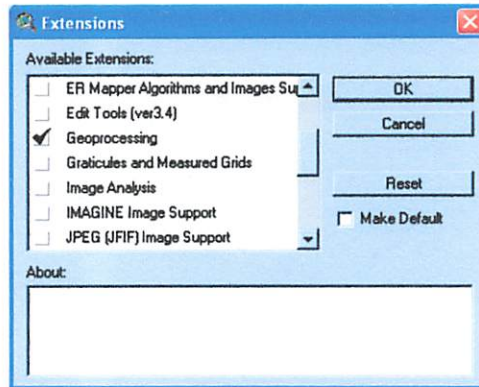 Extensions
Available Extensions:
ER Mapper Algorithms and Images Su
Edit Tools (ver3.4)
Geoprocessing
Graticules and Measured Grids
Image Analysis
IMAGINE Image Support
JPEG (JFIF) Image Support
OK
Cancel
Reset
Make Default
About: